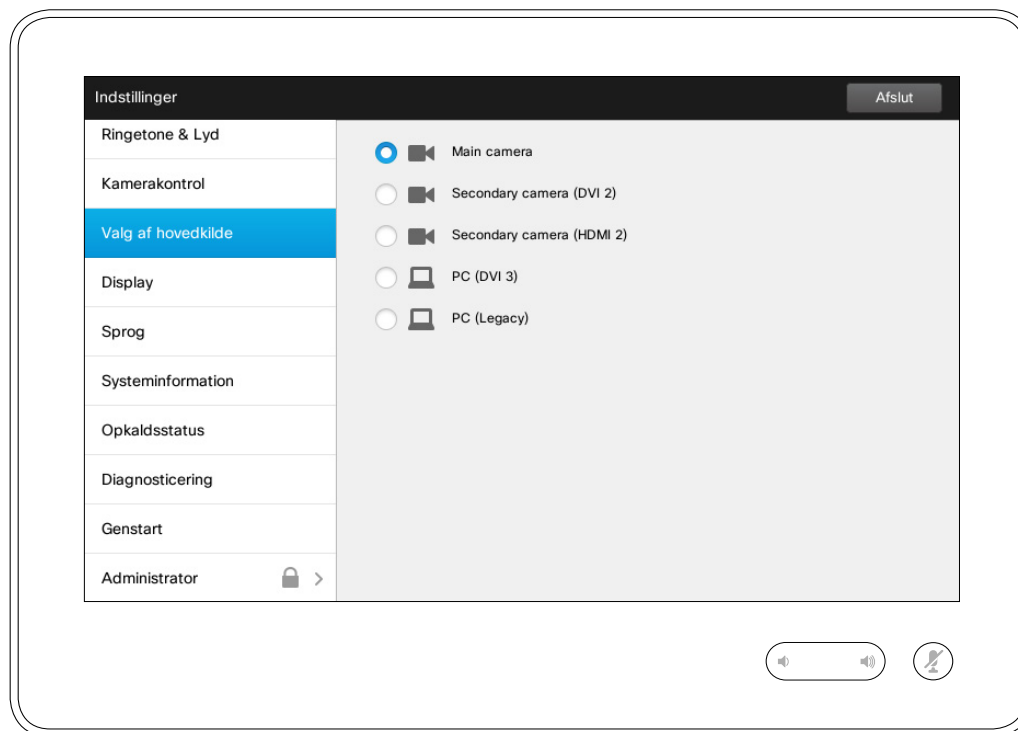 Indstillinger
Afslut
Ringetone & Lyd
Kamerakontrol
Valg af hovedkilde
Display
Sprog
Systeminformation
Opkaldsstatus
Diagnosticering
Genstart
Administrator
Main camera
Secondary camera (DVI 2)
Secondary camera (HDMI 2)
PC (DVI 3)
PC (Legacy)